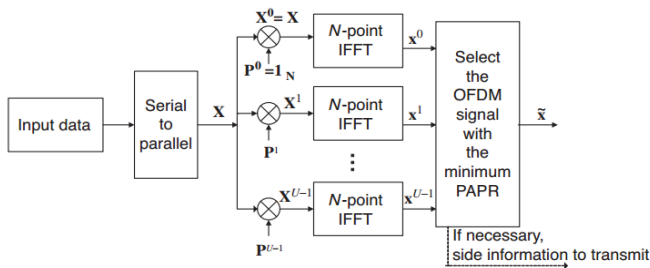 X⁰= X
N-point
IFFT
x⁰
P⁰ =1 N
Input data
Serial
to
parallel
X
X¹
N-point
IFFT
x¹
P¹
⋮
Xᵁ⁻¹
N-point
IFFT
xᵁ⁻¹
Pᵁ⁻¹
Select
the
OFDM
signal
with
the
minimum
PAPR
x̃
If necessary,
side information to transmit